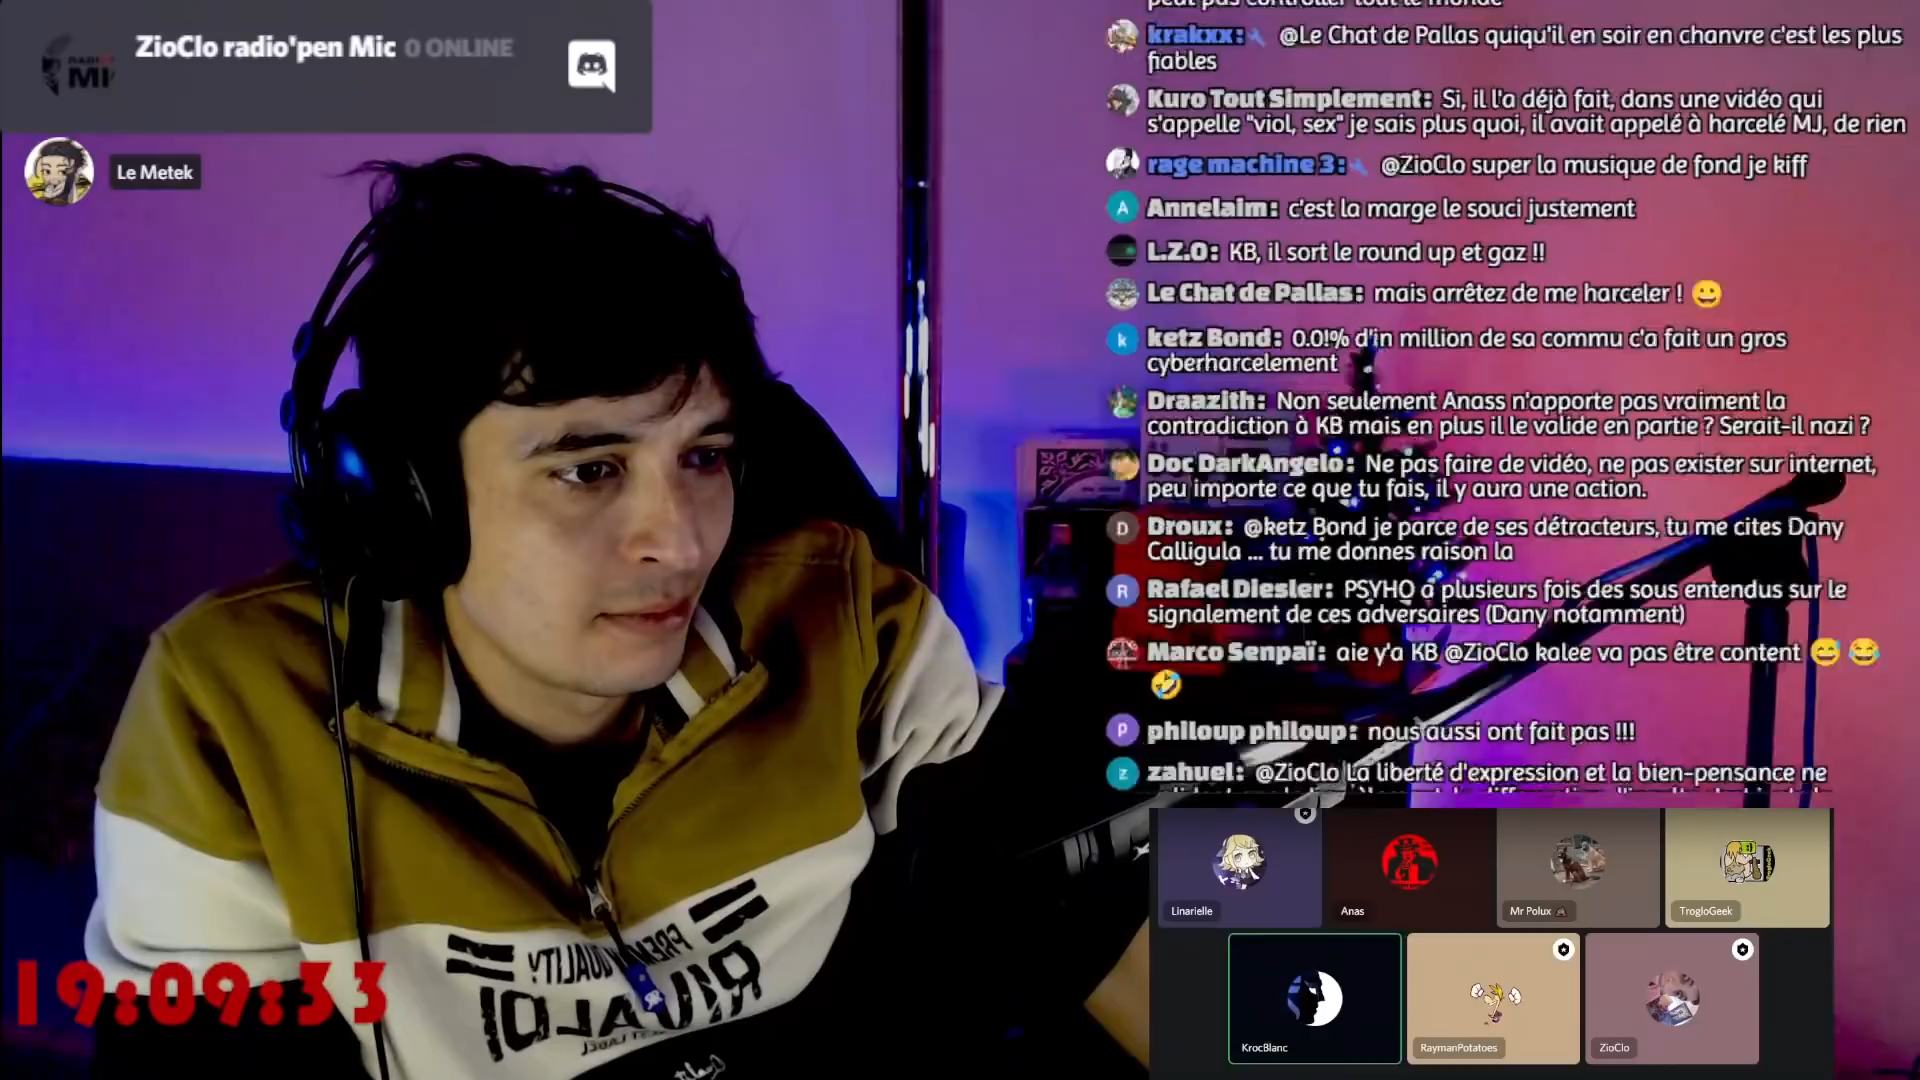 ZioClo radio'pen Mic 0 ONLINE
MI
Le Metek
krakxx: @Le Chat de Pallas quiqu'il en soir en chanvre c'est les plus
fiables
Kuro Tout Simplement: Si, il l'a déjà fait, dans une vidéo qui
s'appelle "viol, sex" je sais plus quoi, il avait appelé à harcelé MJ, de rien
rage machine 3: @ZioClo super la musique de fond je kiff
A Annelaim: c'est la marge le souci justement
L.Z.O: KB, il sort le round up et gaz !!
Le Chat de Pallas: mais arrêtez de me harceler ! 😀
k ketz Bond: 0.0!% d'in million de sa commu c'a fait un gros
cyberharcelement
Draazith: Non seulement Anass n'apporte pas vraiment la
contradiction à KB mais en plus il le valide en partie ? Serait-il nazi ?
Doc DarkAngelo: Ne pas faire de vidéo, ne pas exister sur internet,
peu importe ce que tu fais, il y aura une action.
D Droux: @ketz Bond je parce de ses détracteurs, tu me cites Dany
Calligula ... tu me donnes raison la
R Rafael Diesler: PSYHO a plusieurs fois des sous entendus sur le
signalement de ces adversaires (Dany notamment)
Marco Senpaï: aie y'a KB @ZioClo kalee va pas être content 😅 😂
🤣
P philoup philoup: nous aussi ont fait pas !!!
z zahuel: @ZioClo La liberté d'expression et la bien-pensance ne
Linarielle
Anas
Mr Polux
TrogloGeek
KrocBlanc
RaymanPotatoes
ZioClo
19:09:33
QUALITY
RIVALDI